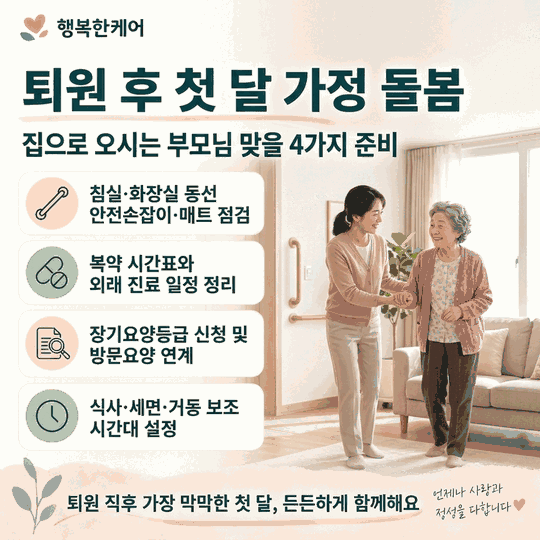 행복한케어
퇴원 후 첫 달 가정 돌봄
집으로 오시는 부모님 맞을 4가지 준비
침실·화장실 동선
안전손잡이·매트 점검
복약 시간표와
외래 진료 일정 정리
장기요양등급 신청 및
방문요양 연계
식사·세면·거동 보조
시간대 설정
퇴원 직후 가장 막막한 첫 달, 든든하게 함께해요
언제나 사랑과
정성을 다합니다